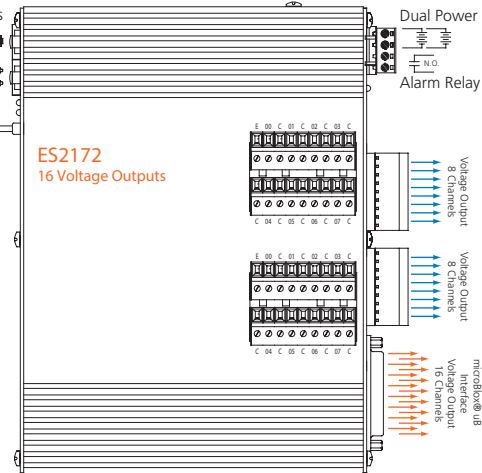 s
Dual Power
N.O.
Alarm Relay
ES2172
16 Voltage Outputs
E 00 C 01 C 02 C 03 C
C 04 C 05 C 06 C 07 C
Voltage Output
8 Channels
E 00 C 01 C 02 C 03 C
C 04 C 05 C 06 C 07 C
Voltage Output
8 Channels
microBlox® uB
Interface
Voltage Output
16 Channels